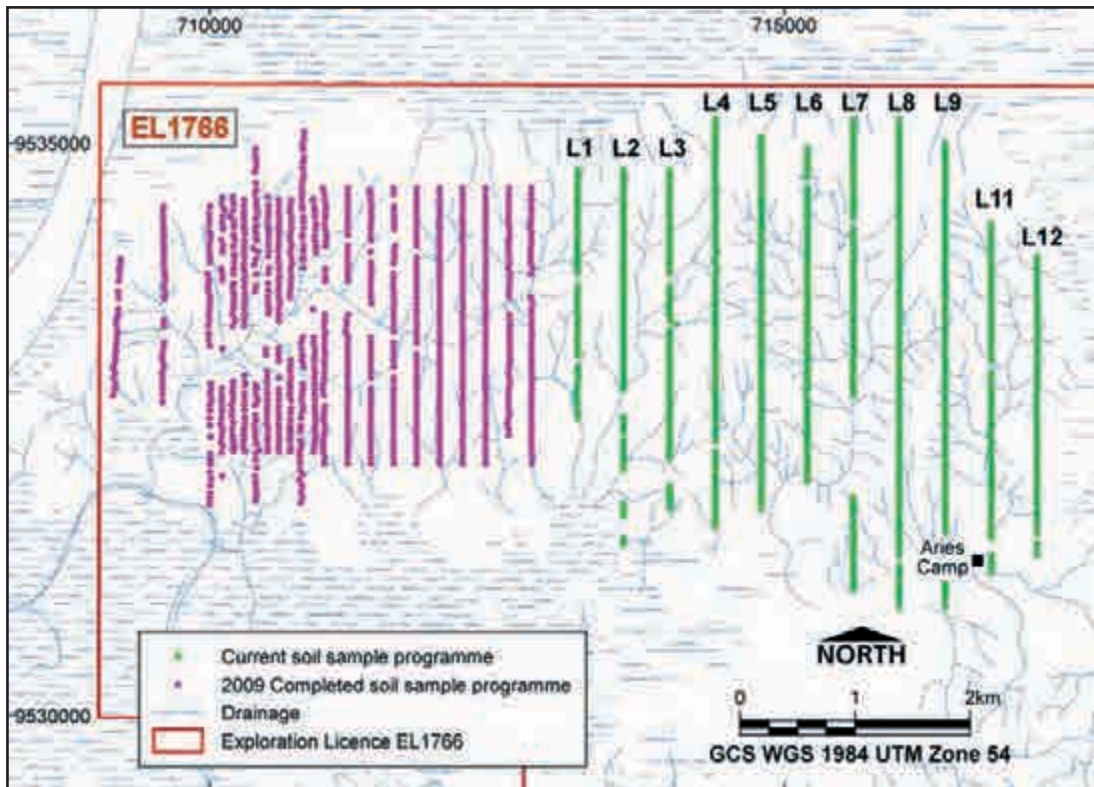 710000
715000
EL1766
9535000
L1
L2
L3
L4
L5
L6
L7
L8
L9
L11
L12
Aries
Camp
NORTH
0
1
2km
GCS WGS 1984 UTM Zone 54
Current soil sample programme
2009 Completed soil sample programme
Drainage
Exploration Licence EL1766
9530000